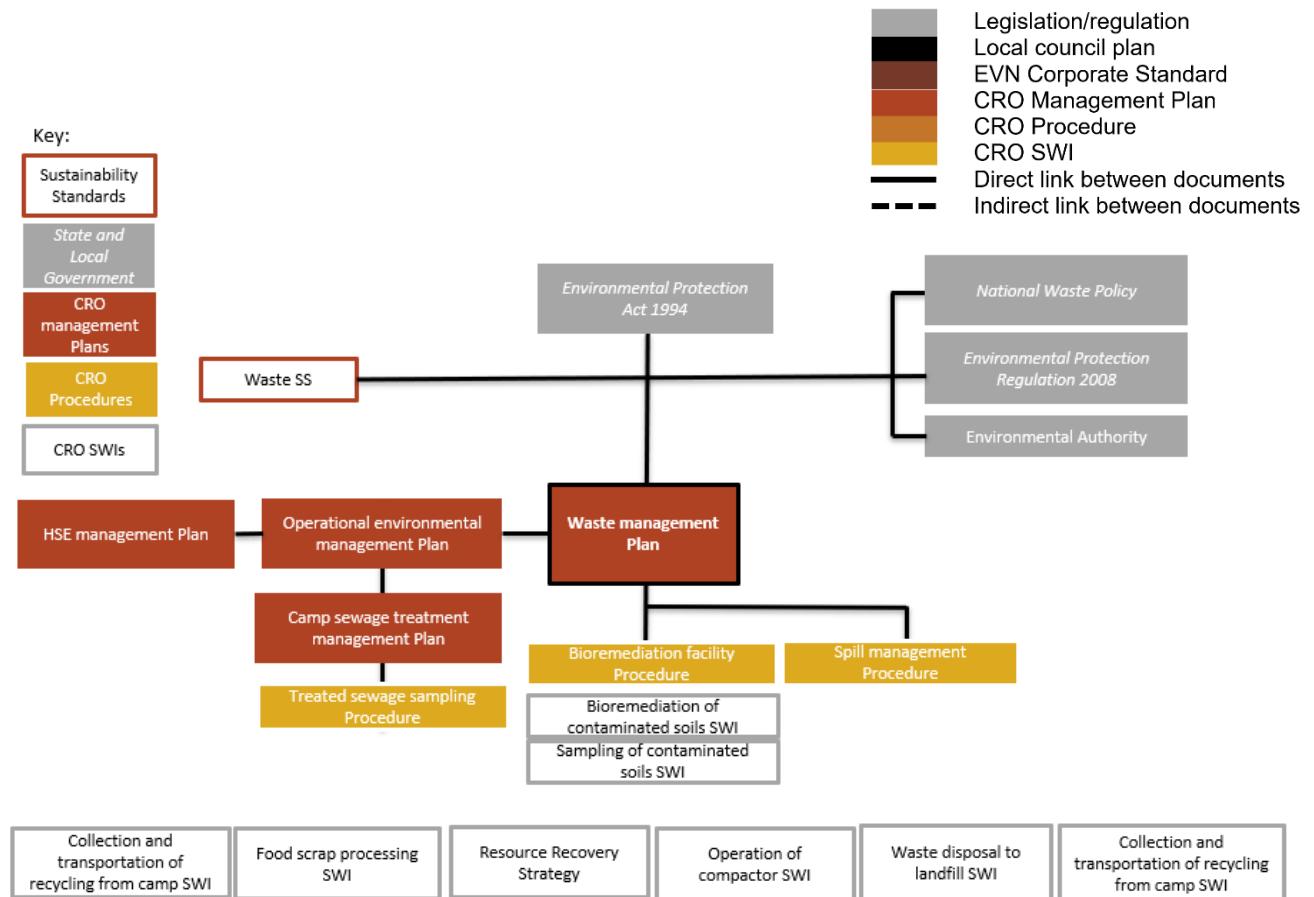 Legislation/regulation
Local council plan
EVN Corporate Standard
CRO Management Plan
CRO Procedure
CRO SWI
Direct link between documents
Indirect link between documents
Key:
Sustainability
Standards
State and
Local
Government
CRO
management
Plans
CRO
Procedures
CRO SWIs
Environmental Protection
Act 1994
National Waste Policy
Environmental Protection
Regulation 2008
Environmental Authority
Waste SS
HSE management Plan
Operational environmental
management Plan
Waste management
Plan
Camp sewage treatment
management Plan
Treated sewage sampling
Procedure
Bioremediation facility
Procedure
Spill management
Procedure
Bioremediation of
contaminated soils SWI
Sampling of contaminated
soils SWI
Collection and
transportation of
recycling from camp SWI
Food scrap processing
SWI
Resource Recovery
Strategy
Operation of
compactor SWI
Waste disposal to
landfill SWI
Collection and
transportation of recycling
from camp SWI